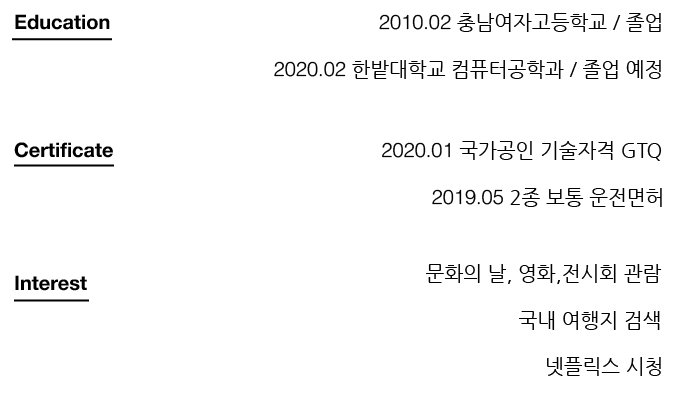 Education
2010.02 충남여자고등학교 / 졸업
2020.02 한밭대학교 컴퓨터공학과 / 졸업 예정
Certificate
2020.01 국가공인 기술자격 GTQ
2019.05 2종 보통 운전면허
Interest
문화의 날, 영화,전시회 관람
국내 여행지 검색
넷플릭스 시청